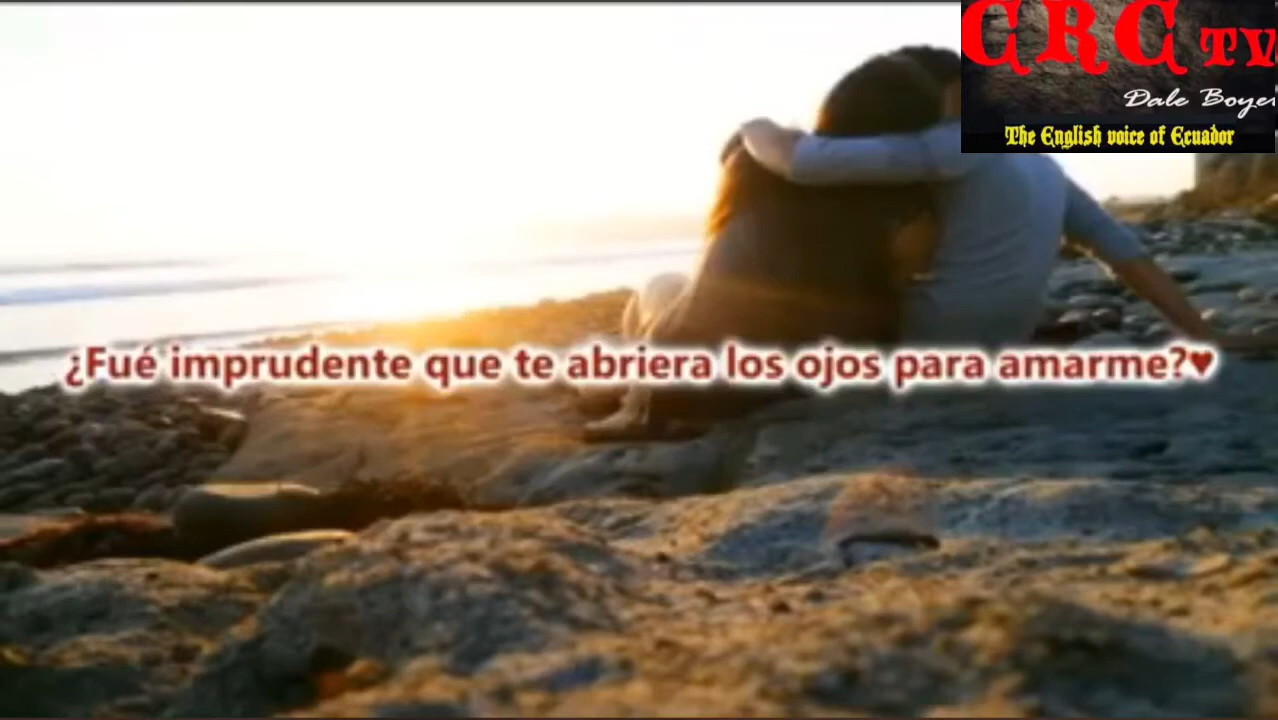 CRC TV
Dale Boyer
The English voice of Ecuador
¿Fué imprudente que te abriera los ojos para amarme?♥